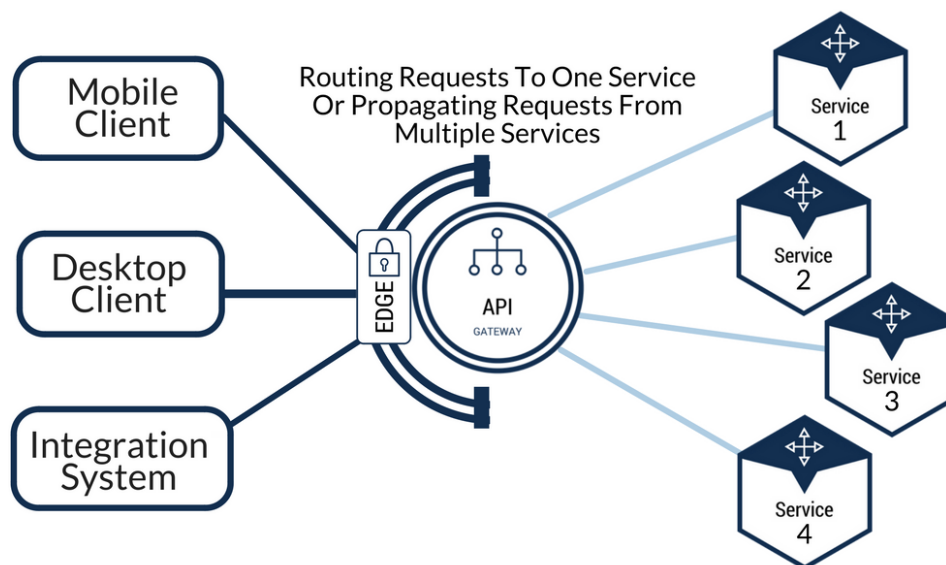 Mobile
Client
Desktop
Client
Integration
System
Routing Requests To One Service
Or Propagating Requests From
Multiple Services
EDGE
API
GATEWAY
Service
1
Service
2
Service
3
Service
4